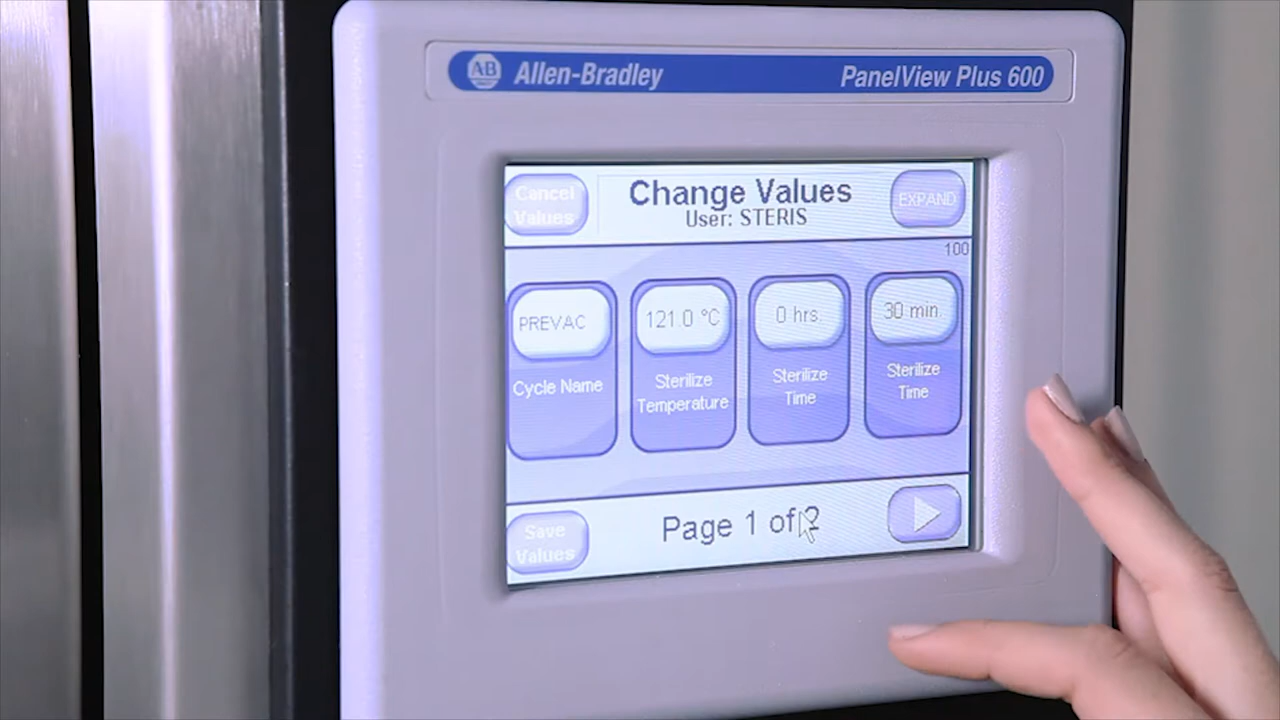 AB Allen-Bradley PanelView Plus 600
Cancel Values
Change Values
User: STERIS
EXPAND
100
PREVAC
Cycle Name
121.0 °C
Sterilize
Temperature
0 hrs.
Sterilize
Time
30 min.
Sterilize
Time
Save
Values
Page 1 of 2